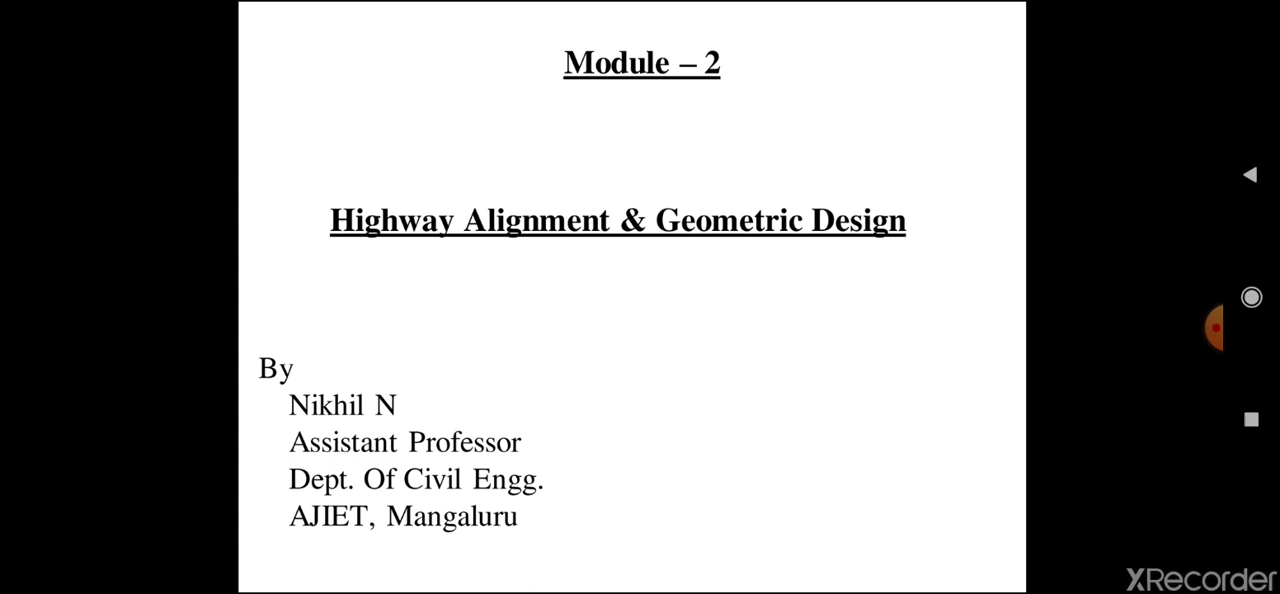 Module – 2
Highway Alignment & Geometric Design
By
Nikhil N
Assistant Professor
Dept. Of Civil Engg.
AJIET, Mangaluru
XRecorder